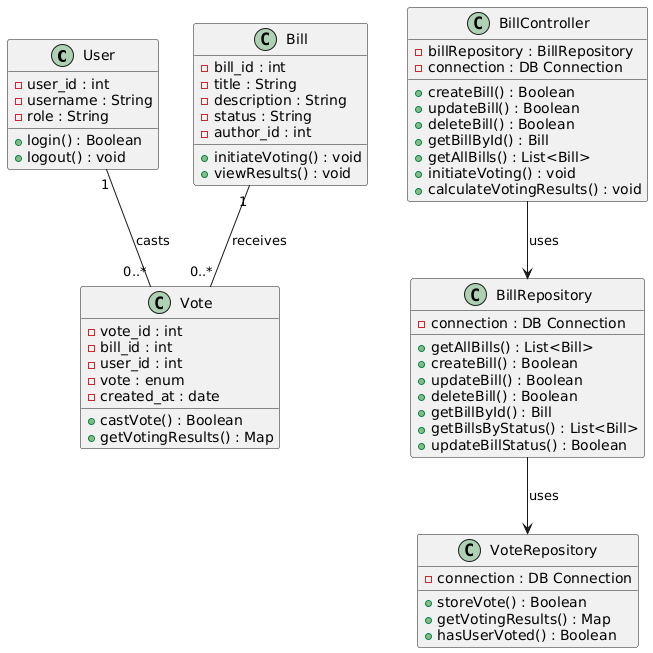 C User
user_id : int
username : String
role : String
login() : Boolean
logout() : void
C Bill
bill_id : int
title : String
description : String
status : String
author_id : int
initiateVoting() : void
viewResults() : void
C BillController
billRepository : BillRepository
connection : DB Connection
createBill() : Boolean
updateBill() : Boolean
deleteBill() : Boolean
getBillById() : Bill
getAllBills() : List<Bill>
initiateVoting() : void
calculateVotingResults() : void
1
casts
0..*
1
receives
0..*
uses
C Vote
vote_id : int
bill_id : int
user_id : int
vote : enum
created_at : date
castVote() : Boolean
getVotingResults() : Map
C BillRepository
connection : DB Connection
getAllBills() : List<Bill>
createBill() : Boolean
updateBill() : Boolean
deleteBill() : Boolean
getBillById() : Bill
getBillsByStatus() : List<Bill>
updateBillStatus() : Boolean
uses
C VoteRepository
connection : DB Connection
storeVote() : Boolean
getVotingResults() : Map
hasUserVoted() : Boolean